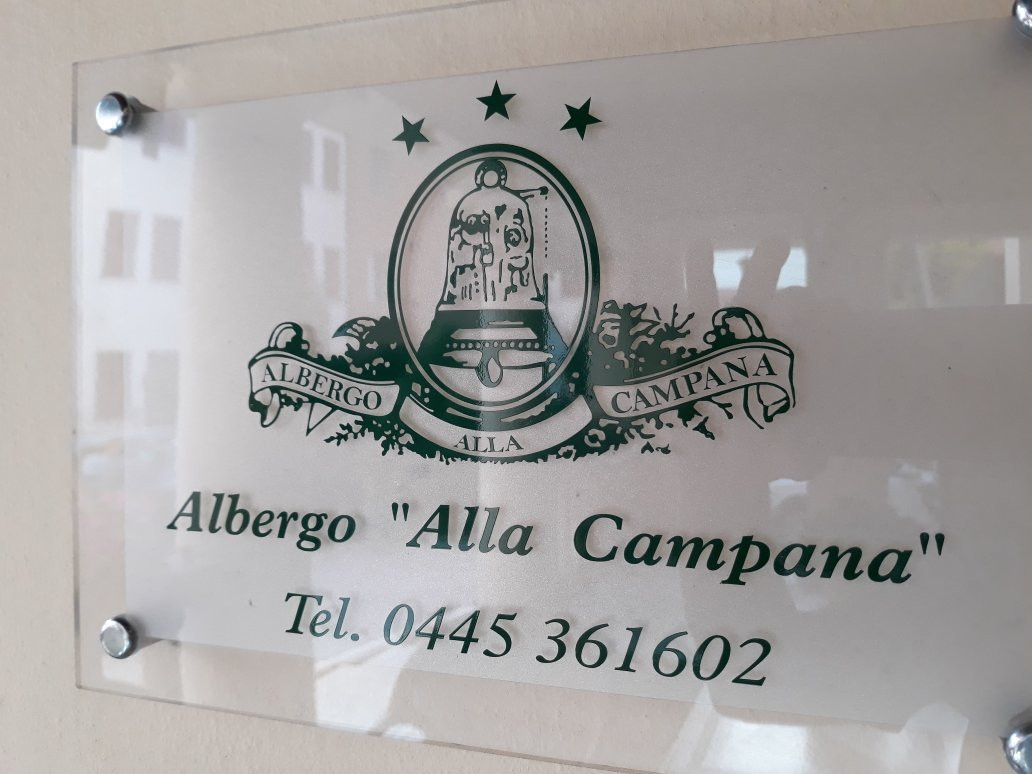 ALBERGO
ALLA
CAMPANA
Albergo "Alla Campana"
Tel. 0445 361602